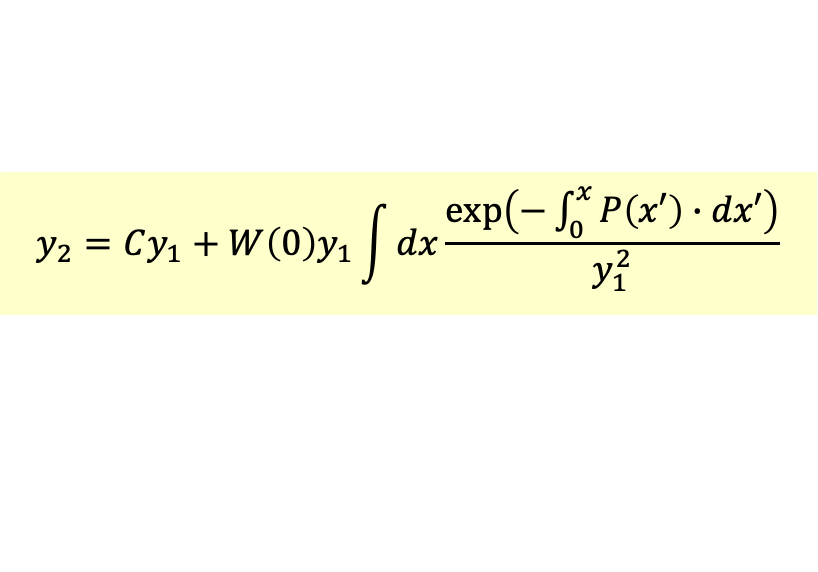 y₂ = Cy₁ + W(0)y₁ ∫ dx exp(− ∫₀ˣ P(x′) · dx′) / y₁²